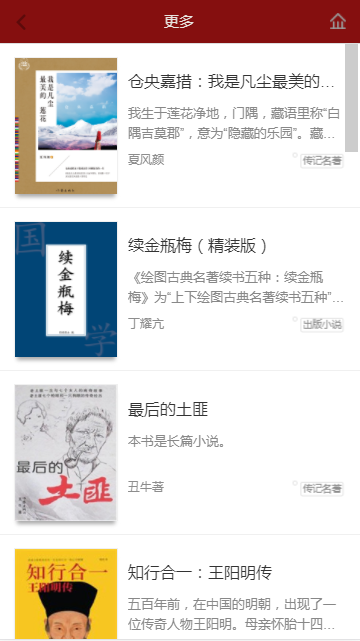 更多
我是凡尘
最美的莲花
仓央嘉措：我是凡尘最美的…
我生于莲花净地，门隅，藏语里称“白
隅吉莫郡”，意为“隐藏的乐园”。藏…
夏风颜
传记名著
国
学
续金瓶梅
续金瓶梅（精装版）
《绘图古典名著续书五种：续金瓶
梅》为“上下绘图古典名著续书五种”…
丁耀亢
出版小说
最后的
土匪
最后的土匪
本书是长篇小说。
丑牛著
传记名著
知行合一
王阳明传
知行合一：王阳明传
五百年前，在中国的明朝，出现了一
位传奇人物王阳明。母亲怀胎十四…